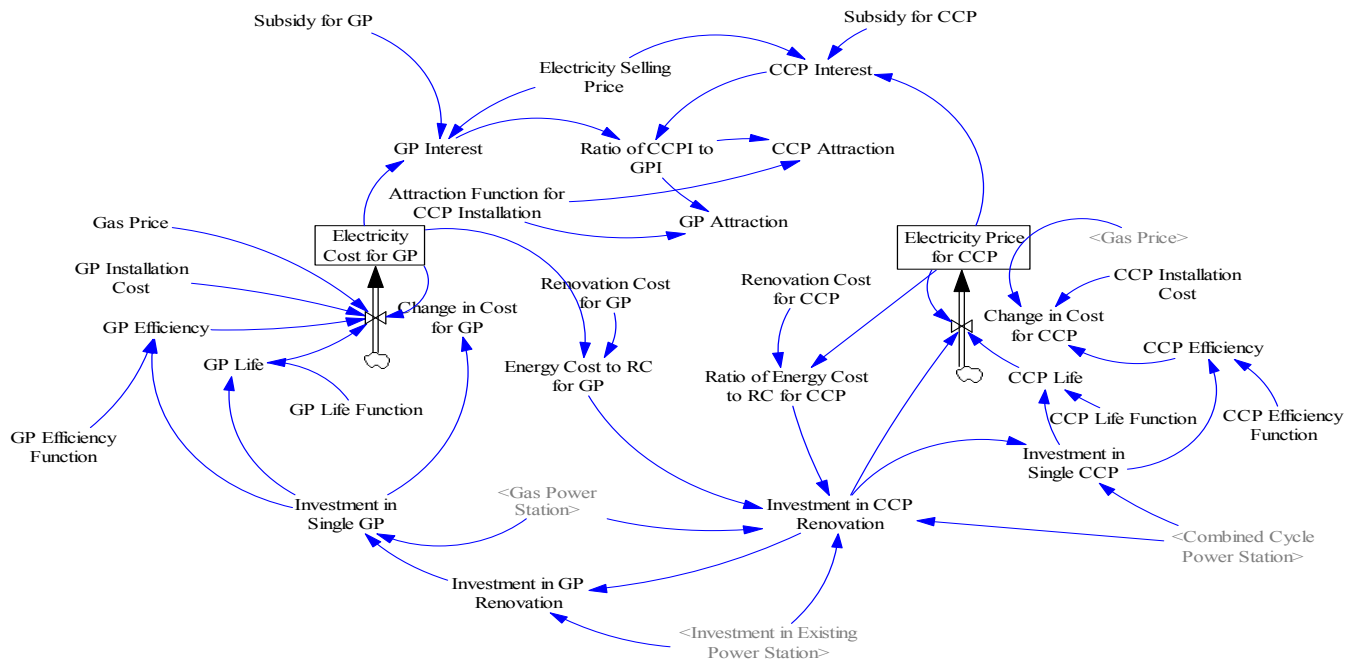 Subsidy for GP
Subsidy for CCP
Electricity Selling
Price
CCP Interest
GP Interest
Ratio of CCPI to
GPI
CCP Attraction
Attraction Function for
CCP Installation
GP Attraction
Gas Price
Electricity
Cost for GP
Electricity Price
for CCP
<Gas Price>
GP Installation
Cost
Renovation Cost
for GP
Renovation Cost
for CCP
CCP Installation
Cost
Change in Cost
for GP
Change in Cost
for CCP
GP Efficiency
CCP Efficiency
GP Life
Energy Cost to RC
for GP
Ratio of Energy Cost
to RC for CCP
CCP Life
GP Life Function
CCP Life Function
CCP Efficiency
Function
GP Efficiency
Function
Investment in
Single CCP
Investment in
Single GP
<Gas Power
Station>
Investment in CCP
Renovation
<Combined Cycle
Power Station>
Investment in GP
Renovation
<Investment in Existing
Power Station>